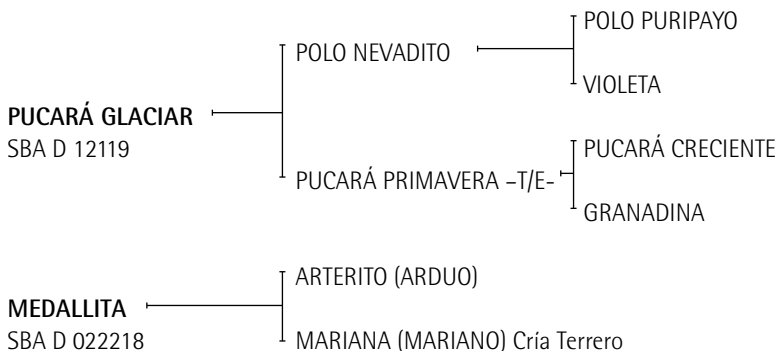 POLO PURIPAYO
POLO NEVADITO
VIOLETA
PUCARÁ GLACIAR
SBA D 12119
PUCARÁ CRECIENTE
PUCARÁ PRIMAVERA –T/E-
GRANADINA
ARTERITO (ARDUO)
MEDALLITA
SBA D 022218
MARIANA (MARIANO) Cría Terrero